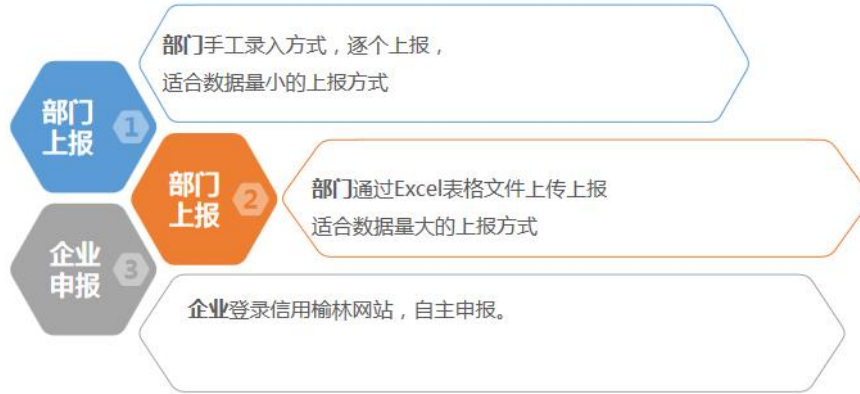 部门手工录入方式，逐个上报，
适合数据量小的上报方式
部门
上报
1
部门
上报
2
部门通过Excel表格文件上传上报
适合数据量大的上报方式
企业
申报
3
企业登录信用榆林网站，自主申报。